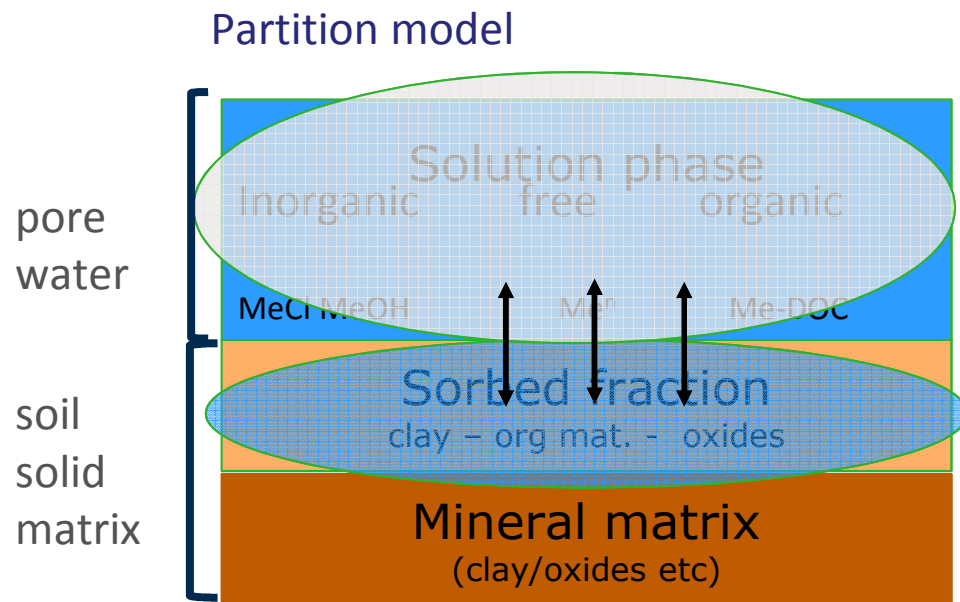 Partition model
pore
water
Solution phase
Inorganic free organic
MeCl MeOH Meⁿ Me-DOC
soil
solid
matrix
Sorbed fraction
clay – org mat. - oxides
Mineral matrix
(clay/oxides etc)